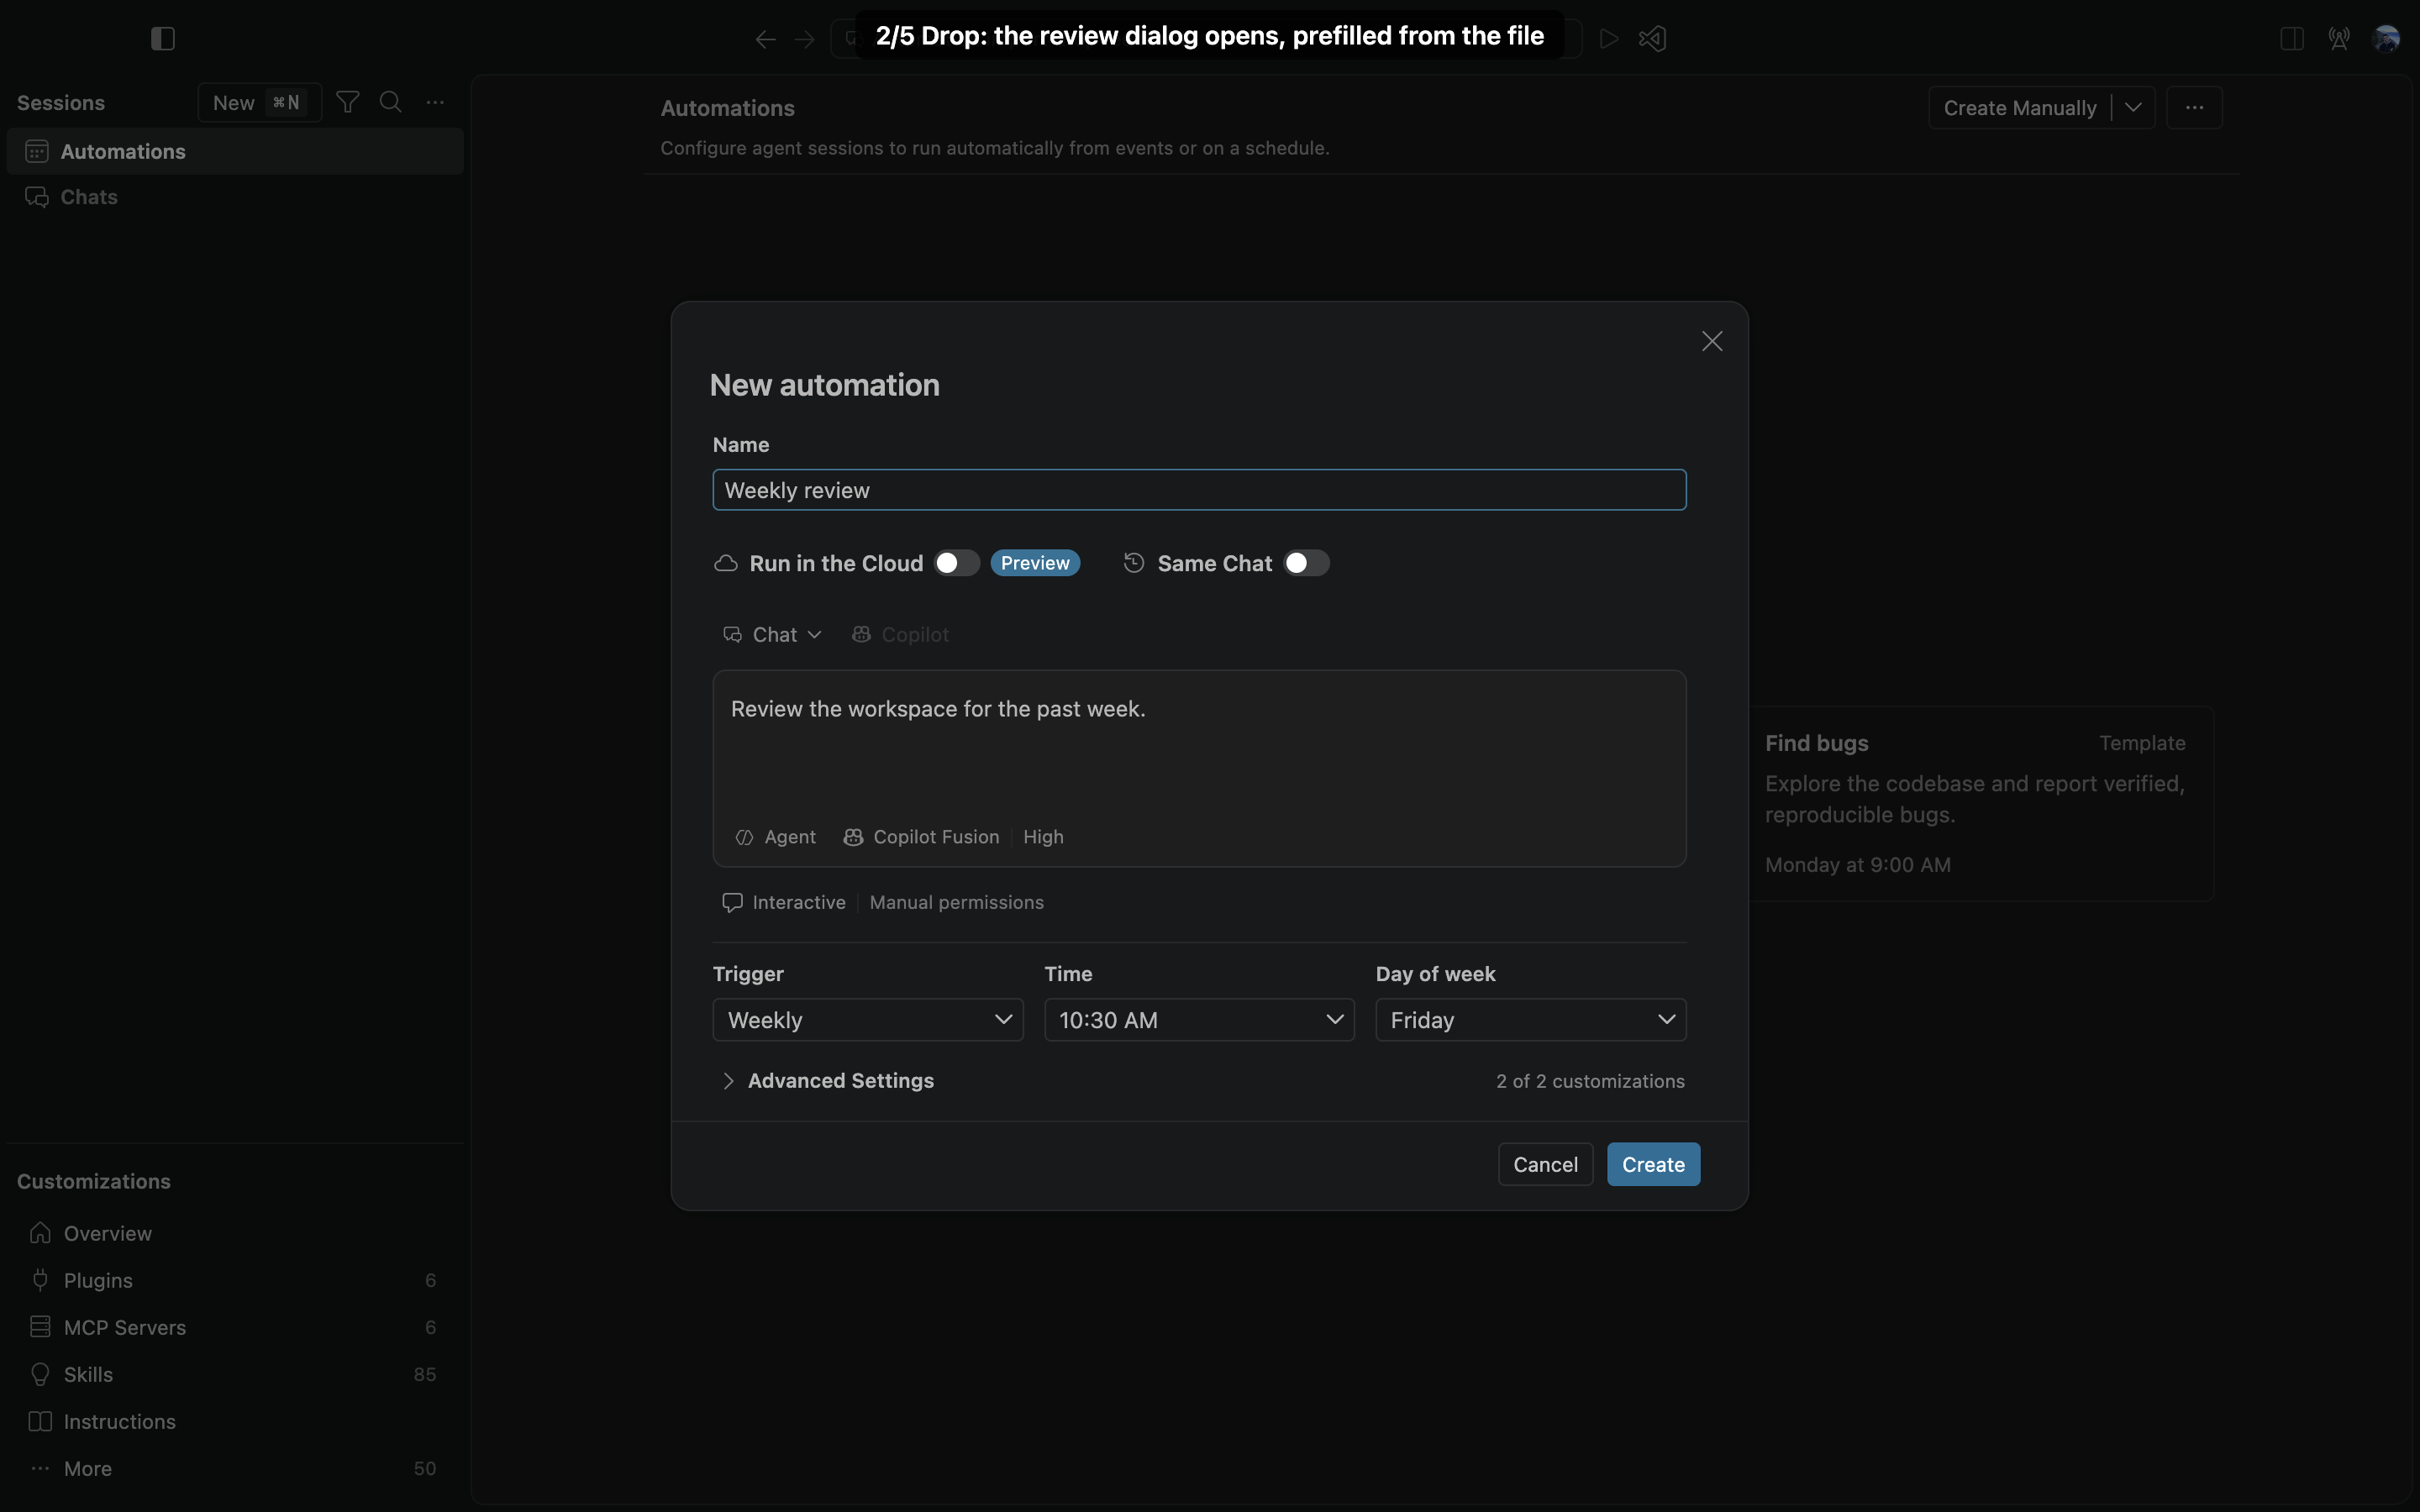 2/5 Drop: the review dialog opens, prefilled from the file
Sessions
New ⌘N
Automations
Chats
Automations
Configure agent sessions to run automatically from events or on a schedule.
Create Manually
New automation
Name
Weekly review
Run in the Cloud Preview Same Chat
Chat Copilot
Review the workspace for the past week.
Agent Copilot Fusion High
Interactive Manual permissions
Trigger Time Day of week
Weekly 10:30 AM Friday
Advanced Settings 2 of 2 customizations
Cancel Create
Find bugs Template
Explore the codebase and report verified,
reproducible bugs.
Monday at 9:00 AM
Customizations
Overview
Plugins 6
MCP Servers 6
Skills 85
Instructions
More 50